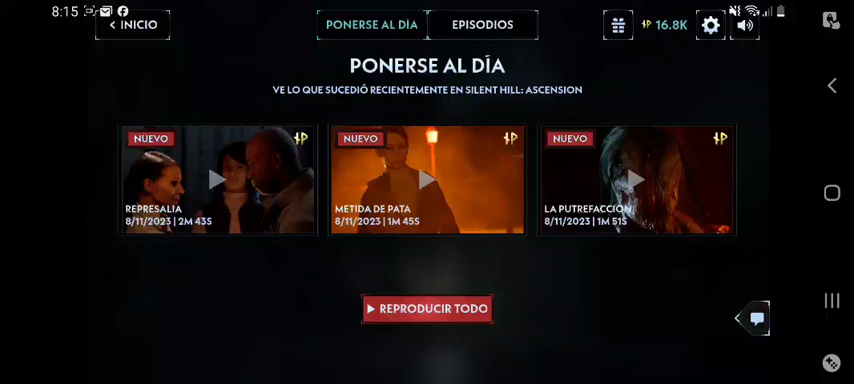 8:15
INICIO
PONERSE AL DÍA
EPISODIOS
16.8K
PONERSE AL DÍA
VE LO QUE SUCEDIÓ RECIENTEMENTE EN SILENT HILL: ASCENSION
NUEVO
REPRESALIA
8/11/2023 | 2M 43S
NUEVO
METIDA DE PATA
8/11/2023 | 1M 45S
NUEVO
LA PUTREFACCIÓN
8/11/2023 | 1M 51S
REPRODUCIR TODO